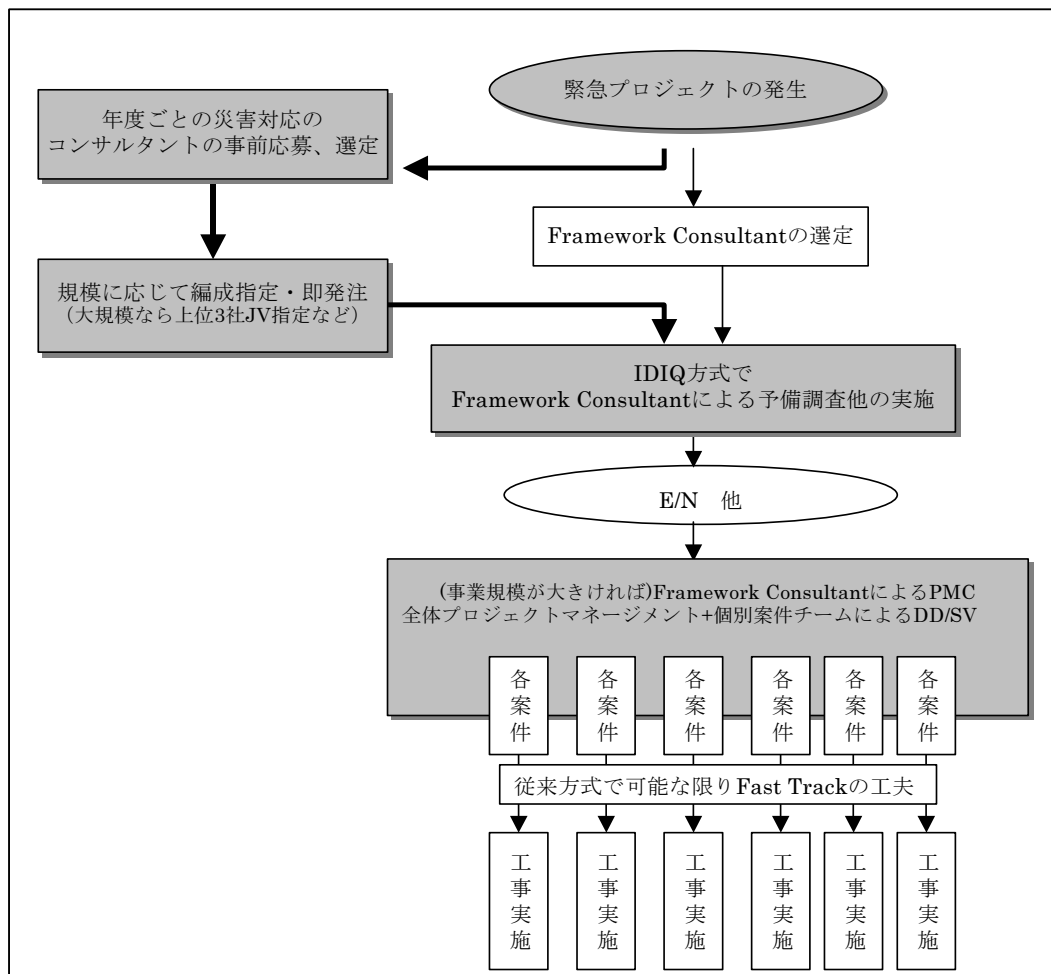 緊急プロジェクトの発生
年度ごとの災害対応の
コンサルタントの事前応募、選定
Framework Consultantの選定
規模に応じて編成指定・即発注
（大規模なら上位3社JV指定など）
IDIQ方式で
Framework Consultantによる予備調査他の実施
E/N　他
(事業規模が大きければ)Framework ConsultantによるPMC
全体プロジェクトマネージメント+個別案件チームによるDD/SV
各案件
各案件
各案件
各案件
各案件
各案件
従来方式で可能な限りFast Trackの工夫
工事実施
工事実施
工事実施
工事実施
工事実施
工事実施